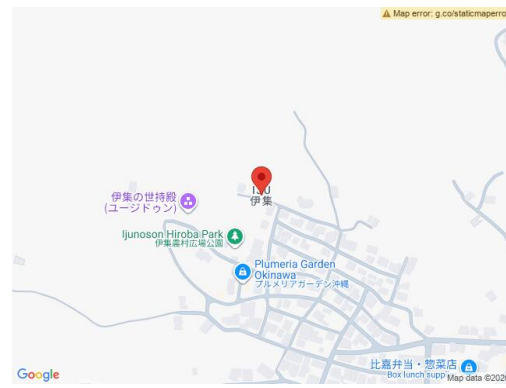 Map error: g.co/staticmaperro
IJU
伊集
伊集の世持殿
(ユージドゥン)
Ijunoson Hiroba Park
伊集農村広場公園
Plumeria Garden
Okinawa
プルメリアガーデン沖縄
比嘉弁当・惣菜店
Box lunch supp
Google
Map data ©2026